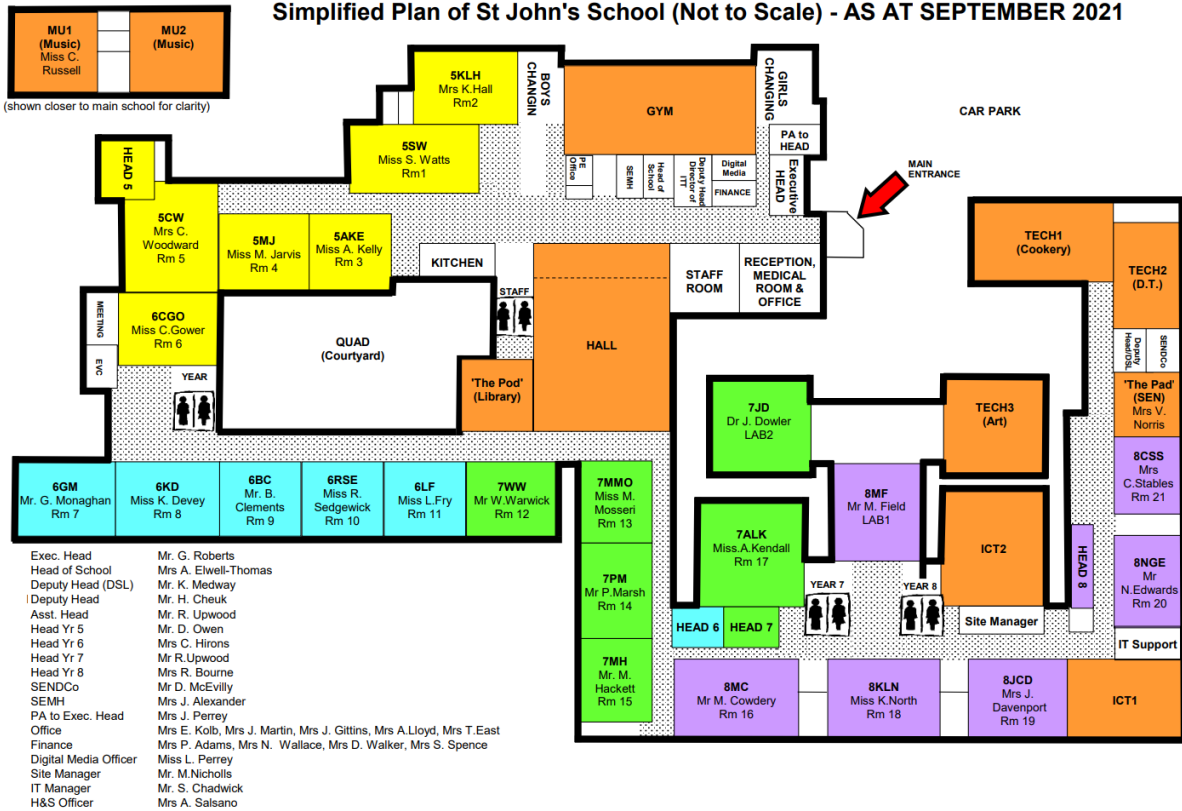 Simplified Plan of St John's School (Not to Scale) - AS AT SEPTEMBER 2021
MU1
(Music)
Miss C.
Russell
MU2
(Music)
(shown closer to main school for clarity)
5KLH
Mrs K.Hall
Rm2
BOYS
CHANGIN
GYM
GIRLS
CHANGING
CAR PARK
PA to
HEAD
MAIN
ENTRANCE
HEAD 5
5SW
Miss S. Watts
Rm1
PE
Office
SEMH
Head of
School
Deputy Head
Director of
ITT
Digital
Media
FINANCE
Executive
HEAD
5CW
Mrs C.
Woodward
Rm 5
5MJ
Miss M. Jarvis
Rm 4
5AKE
Miss A. Kelly
Rm 3
KITCHEN
STAFF
ROOM
RECEPTION,
MEDICAL
ROOM &
OFFICE
TECH1
(Cookery)
TECH2
(D.T.)
MEETING
EVC
6CGO
Miss C.Gower
Rm 6
STAFF
QUAD
(Courtyard)
HALL
Deputy
Head/DSL
SENDCo
YEAR
'The Pod'
(Library)
7JD
Dr J. Dowler
LAB2
TECH3
(Art)
'The Pad'
(SEN)
Mrs V.
Norris
8CSS
Mrs
C.Stables
Rm 21
6GM
Mr. G. Monaghan
Rm 7
6KD
Miss K. Devey
Rm 8
6BC
Mr. B.
Clements
Rm 9
6RSE
Miss R.
Sedgewick
Rm 10
6LF
Miss L.Fry
Rm 11
7WW
Mr W.Warwick
Rm 12
7MMO
Miss M.
Mosseri
Rm 13
8MF
Mr M. Field
LAB1
7ALK
Miss.A.Kendall
Rm 17
ICT2
HEAD 8
8NGE
Mr
N.Edwards
Rm 20
7PM
Mr P.Marsh
Rm 14
YEAR 7
YEAR 8
HEAD 6
HEAD 7
Site Manager
IT Support
7MH
Mr. M.
Hackett
Rm 15
8MC
Mr M. Cowdery
Rm 16
8KLN
Miss K.North
Rm 18
8JCD
Mrs J.
Davenport
Rm 19
ICT1
Exec. Head Mr. G. Roberts
Head of School Mrs A. Elwell-Thomas
Deputy Head (DSL) Mr. K. Medway
Deputy Head Mr. H. Cheuk
Asst. Head Mr. R. Upwood
Head Yr 5 Mr. D. Owen
Head Yr 6 Mrs C. Hirons
Head Yr 7 Mr R.Upwood
Head Yr 8 Mrs R. Bourne
SENDCo Mr D. McEvilly
SEMH Mrs J. Alexander
PA to Exec. Head Mrs J. Perrey
Office Mrs E. Kolb, Mrs J. Martin, Mrs J. Gittins, Mrs A.Lloyd, Mrs T.East
Finance Mrs P. Adams, Mrs N. Wallace, Mrs D. Walker, Mrs S. Spence
Digital Media Officer Miss L. Perrey
Site Manager Mr. M.Nicholls
IT Manager Mr. S. Chadwick
H&S Officer Mrs A. Salsano